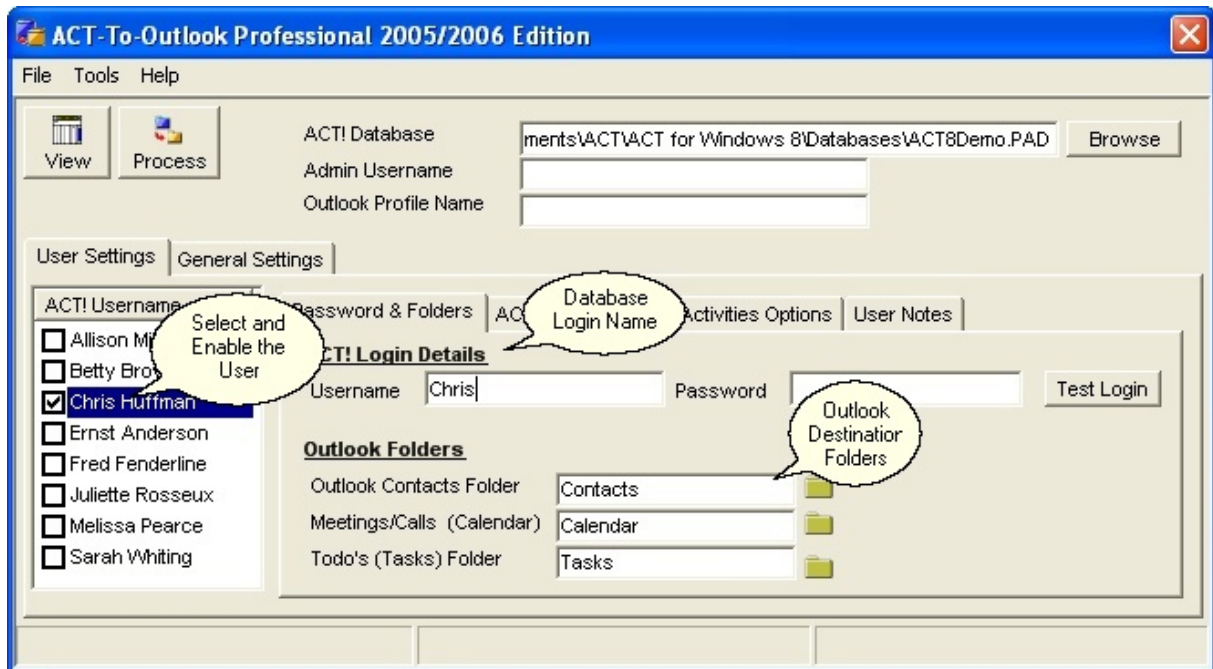 ACT-To-Outlook Professional 2005/2006 Edition
File Tools Help
View
Process
ACT! Database
ments\ACT\ACT for Windows 8\Databases\ACT8Demo.PAD
Browse
Admin Username
Outlook Profile Name
User Settings
General Settings
ACT! Username
Select and
Enable the
User
Allison
Betty
Chris Huffman
Ernst Anderson
Fred Fenderline
Juliette Rosseux
Melissa Pearce
Sarah Whiting
Password & Folders
Database
Login Name
Activities Options
User Notes
ACT! Login Details
Username
Chris
Password
Test Login
Outlook
Destination
Folders
Outlook Folders
Outlook Contacts Folder
Contacts
Meetings/Calls (Calendar)
Calendar
Todo's (Tasks) Folder
Tasks